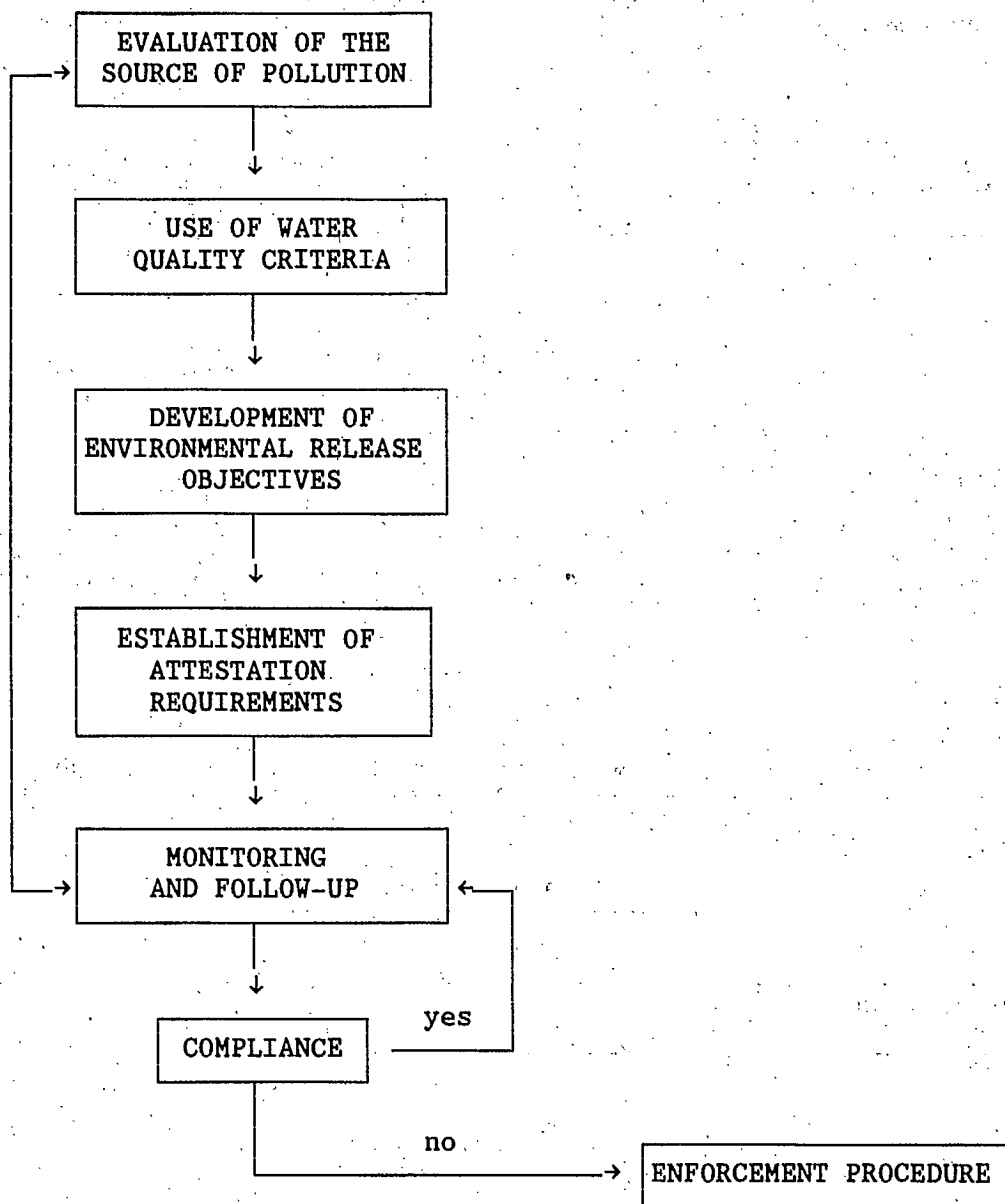 EVALUATION OF THE
SOURCE OF POLLUTION
USE OF WATER
QUALITY CRITERIA
DEVELOPMENT OF
ENVIRONMENTAL RELEASE
OBJECTIVES
ESTABLISHMENT OF
ATTESTATION
REQUIREMENTS
MONITORING
AND FOLLOW-UP
yes
COMPLIANCE
no
ENFORCEMENT PROCEDURE